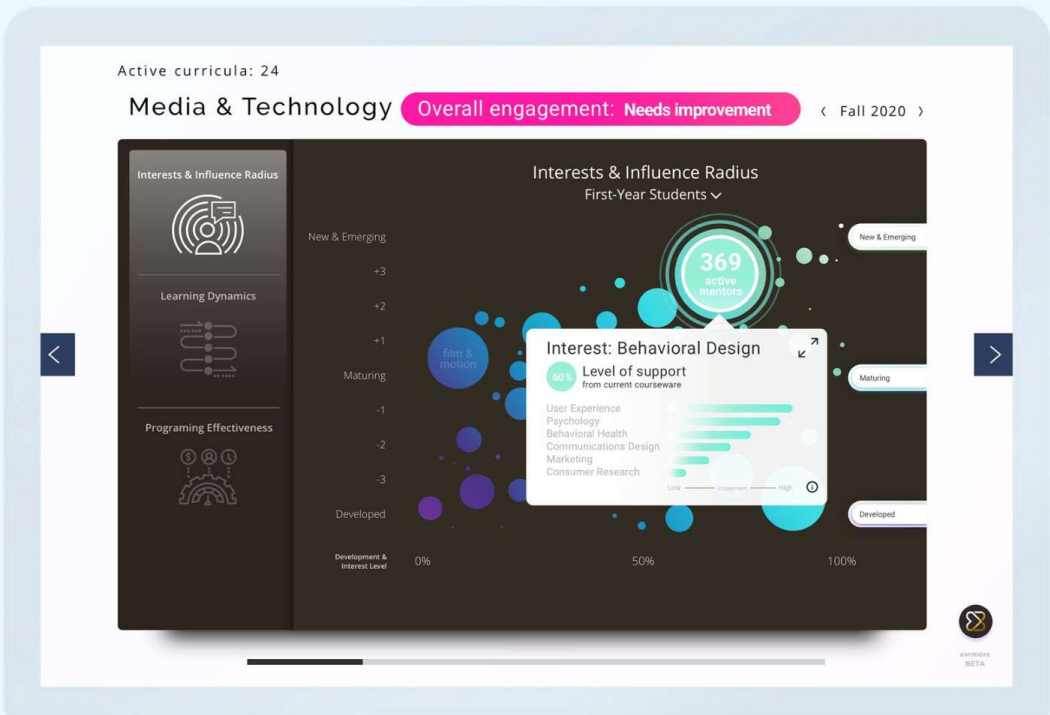 Active curricula: 24
Media & Technology
Overall engagement: Needs improvement
‹ Fall 2020 ›
Interests & Influence Radius
Learning Dynamics
Programing Effectiveness
Interests & Influence Radius
First-Year Students
New & Emerging
+3
+2
+1
Maturing
-1
-2
-3
Developed
Development &
Interest Level
0%
50%
100%
369
active
mentors
film &
motion
Interest: Behavioral Design
60%
Level of support
from current courseware
User Experience
Psychology
Behavioral Health
Communications Design
Marketing
Consumer Research
Low
Engagement
High
New & Emerging
Maturing
Developed
evrmore
BETA